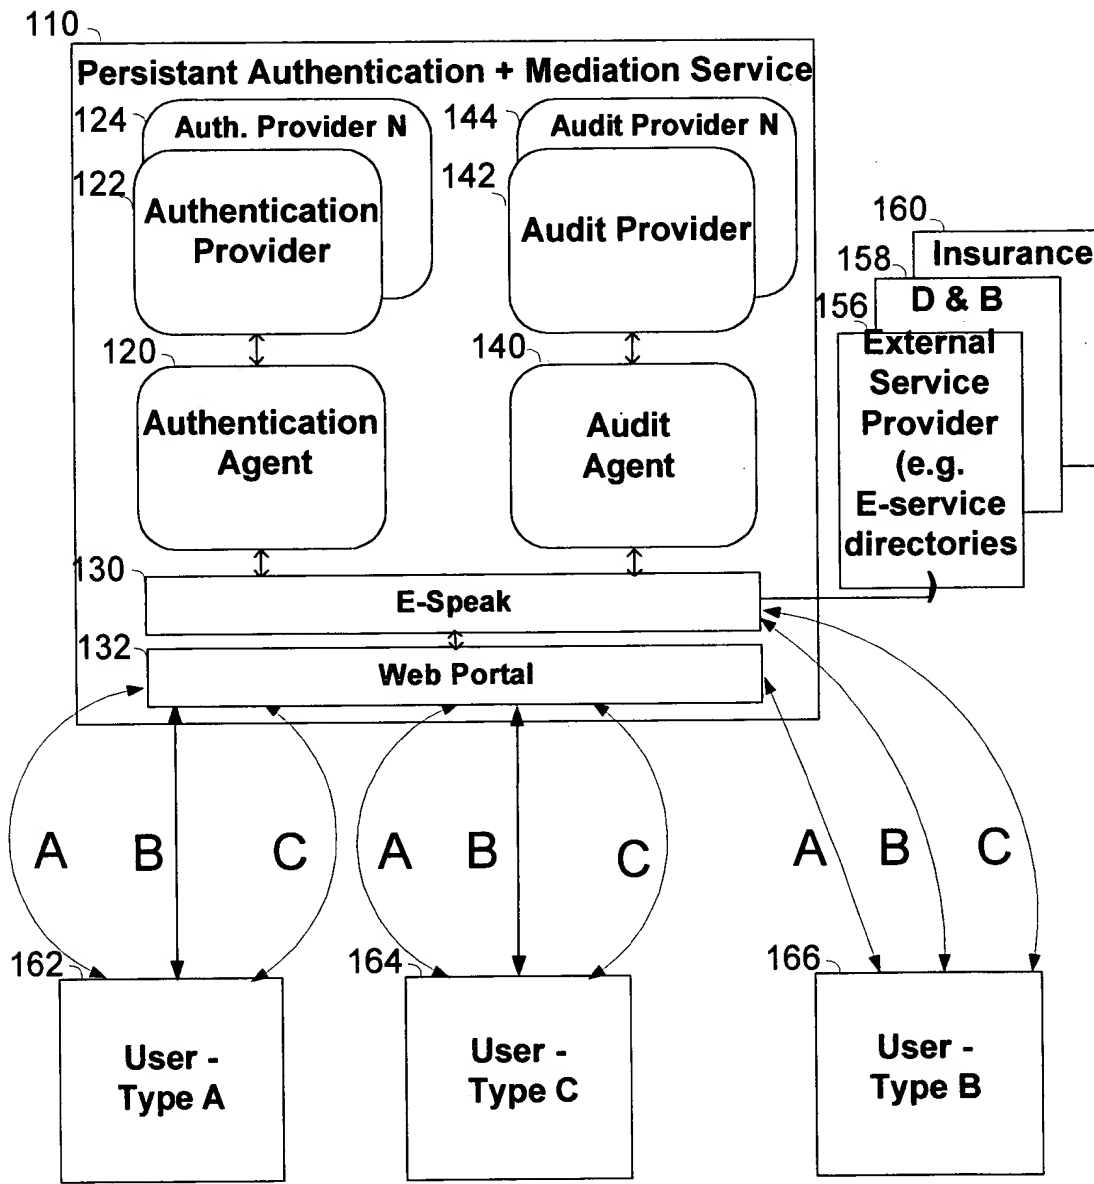 110
Persistant Authentication + Mediation Service
124
Auth. Provider N
144
Audit Provider N
122
Authentication
Provider
142
Audit Provider
160
Insurance
158
D & B
156
External
Service
Provider
(e.g.
E-service
directories
)
120
Authentication
Agent
140
Audit
Agent
130
E-Speak
132
Web Portal
A
B
C
A
B
C
A
B
C
162
User -
Type A
164
User -
Type C
166
User -
Type B